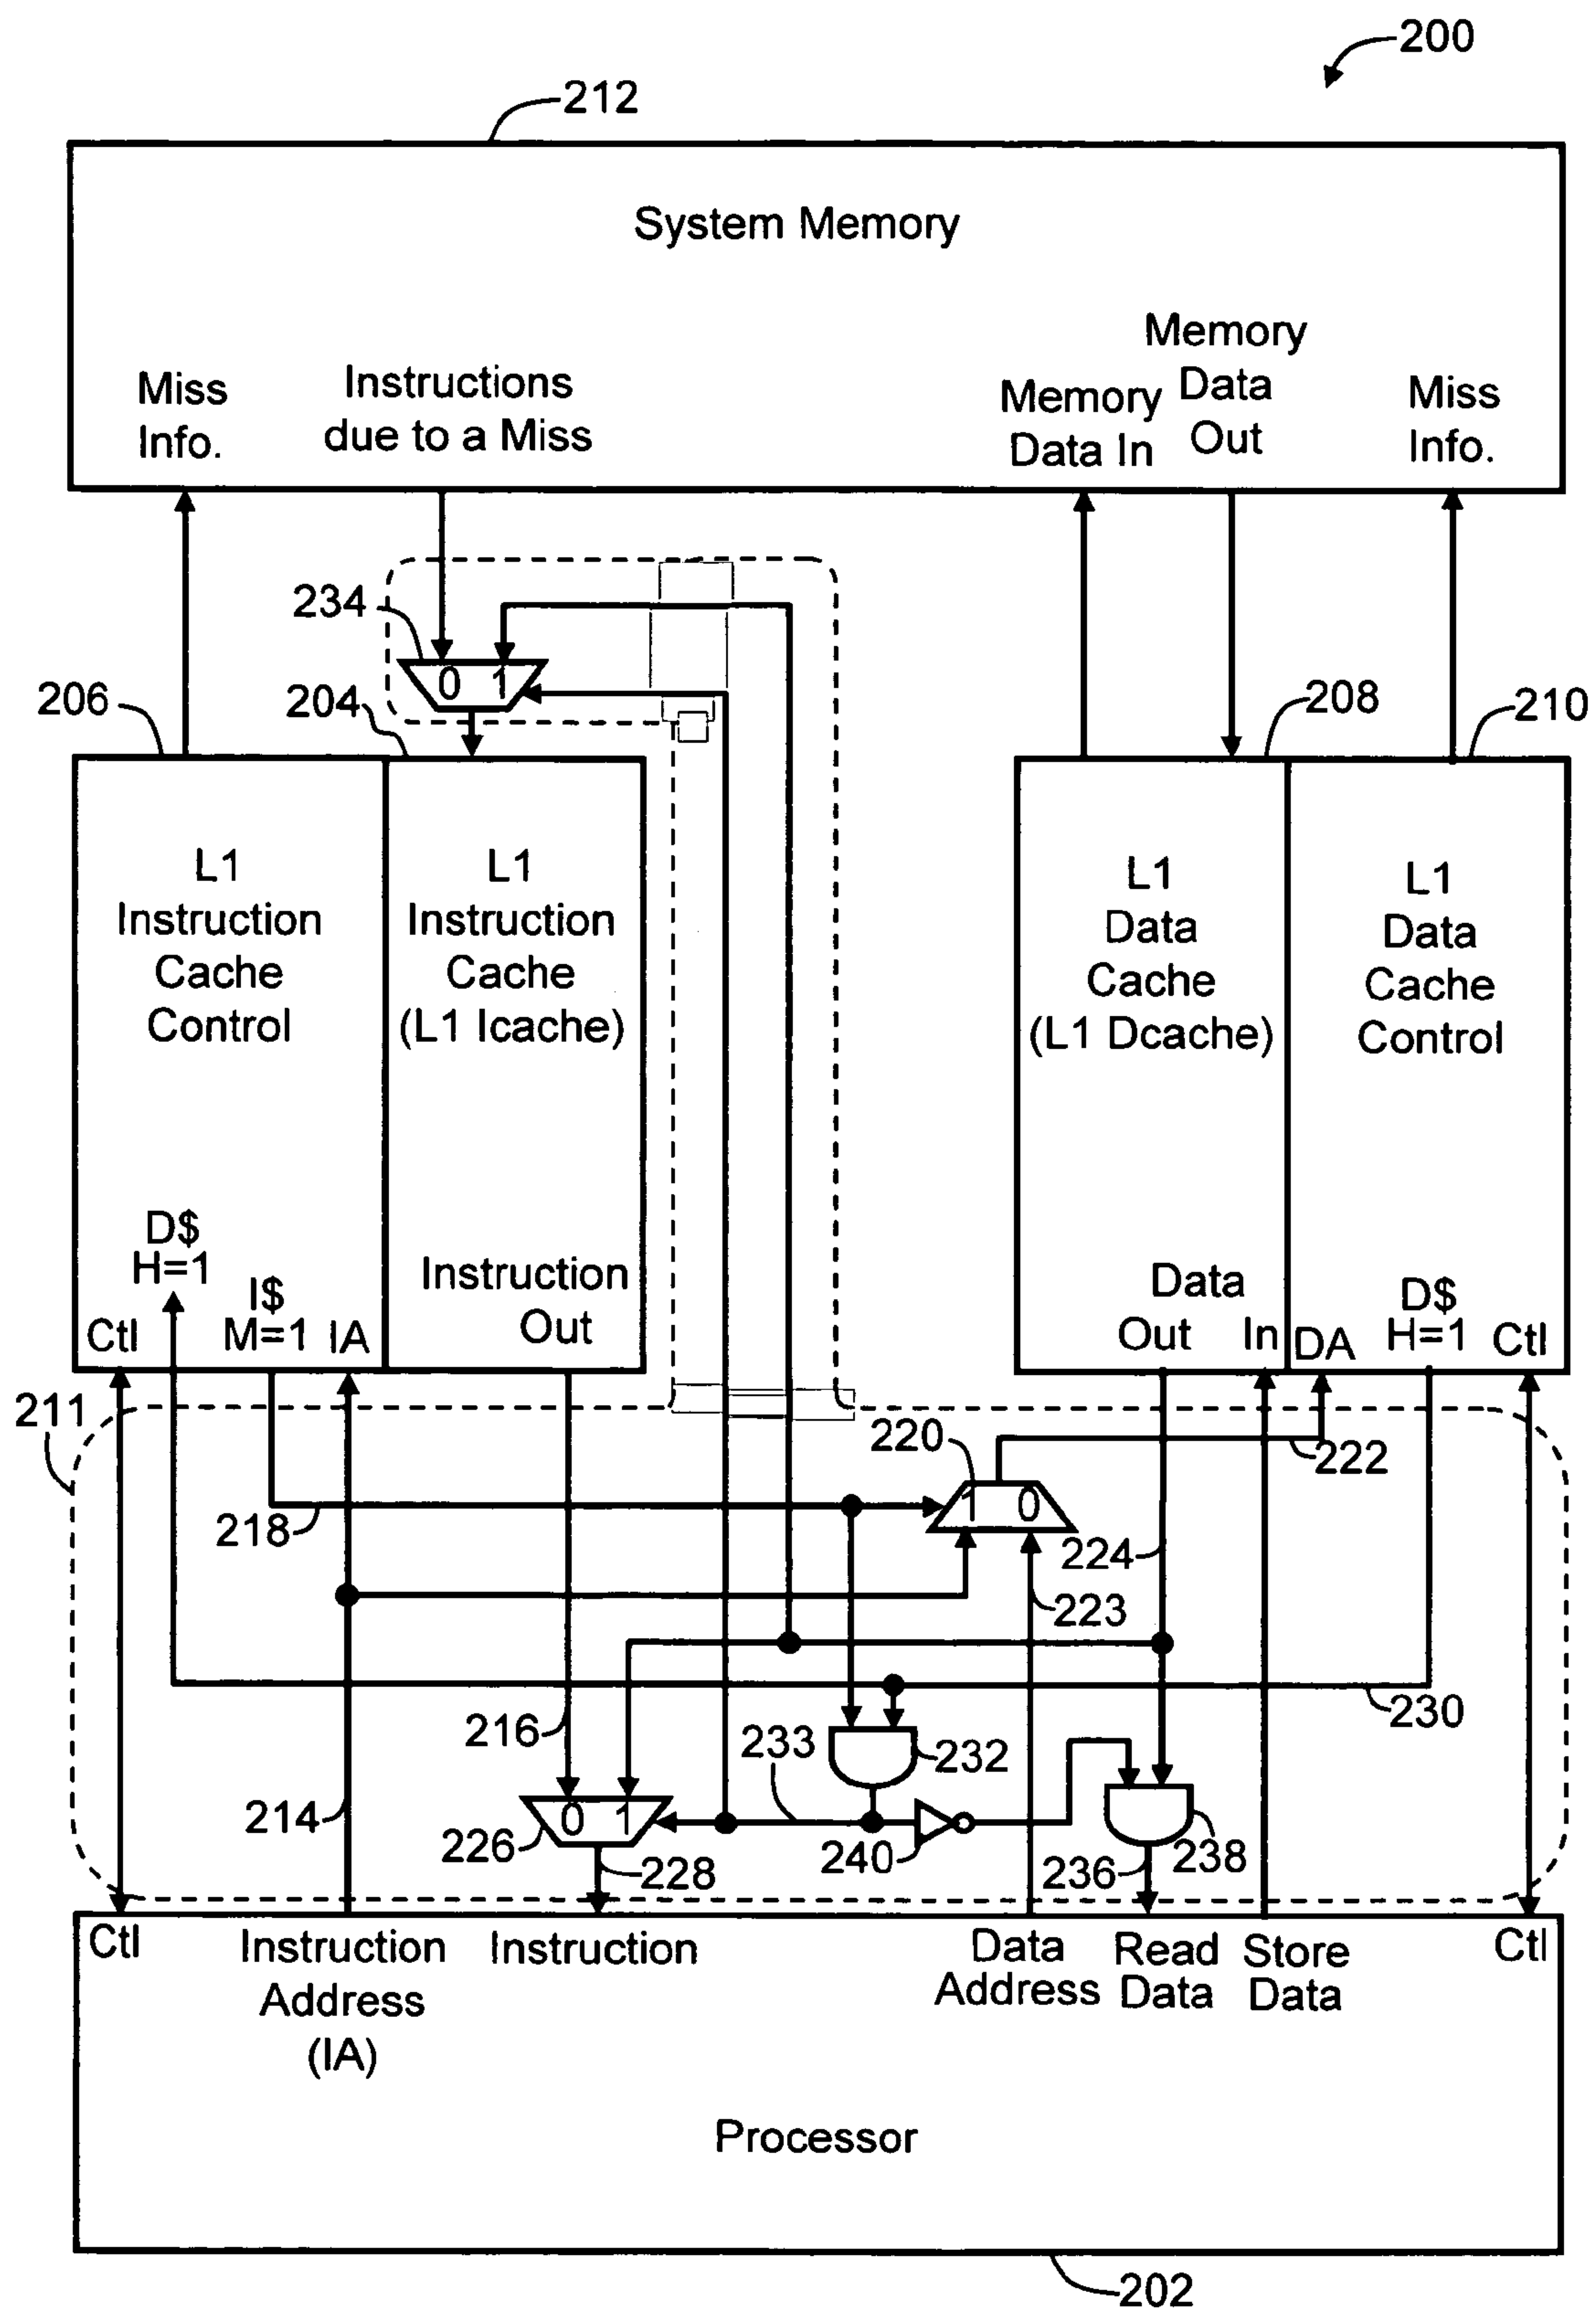 200
212
System Memory
Miss
Info.
Instructions
due to a Miss
Memory
Data In
Memory
Data
Out
Miss
Info.
234
0 1
206
204
208
210
L1
Instruction
Cache
Control
L1
Instruction
Cache
(L1 Icache)
L1
Data
Cache
(L1 Dcache)
L1
Data
Cache
Control
D$
H=1
I$
M=1
Ctl
IA
Instruction
Out
Data
Out
In
DA
D$
H=1
Ctl
211
220
222
1 0
218
224
223
216
233
232
230
214
0 1
226
228
240
236
238
Ctl
Instruction
Address
(IA)
Instruction
Data
Address
Read
Data
Store
Data
Ctl
Processor
202